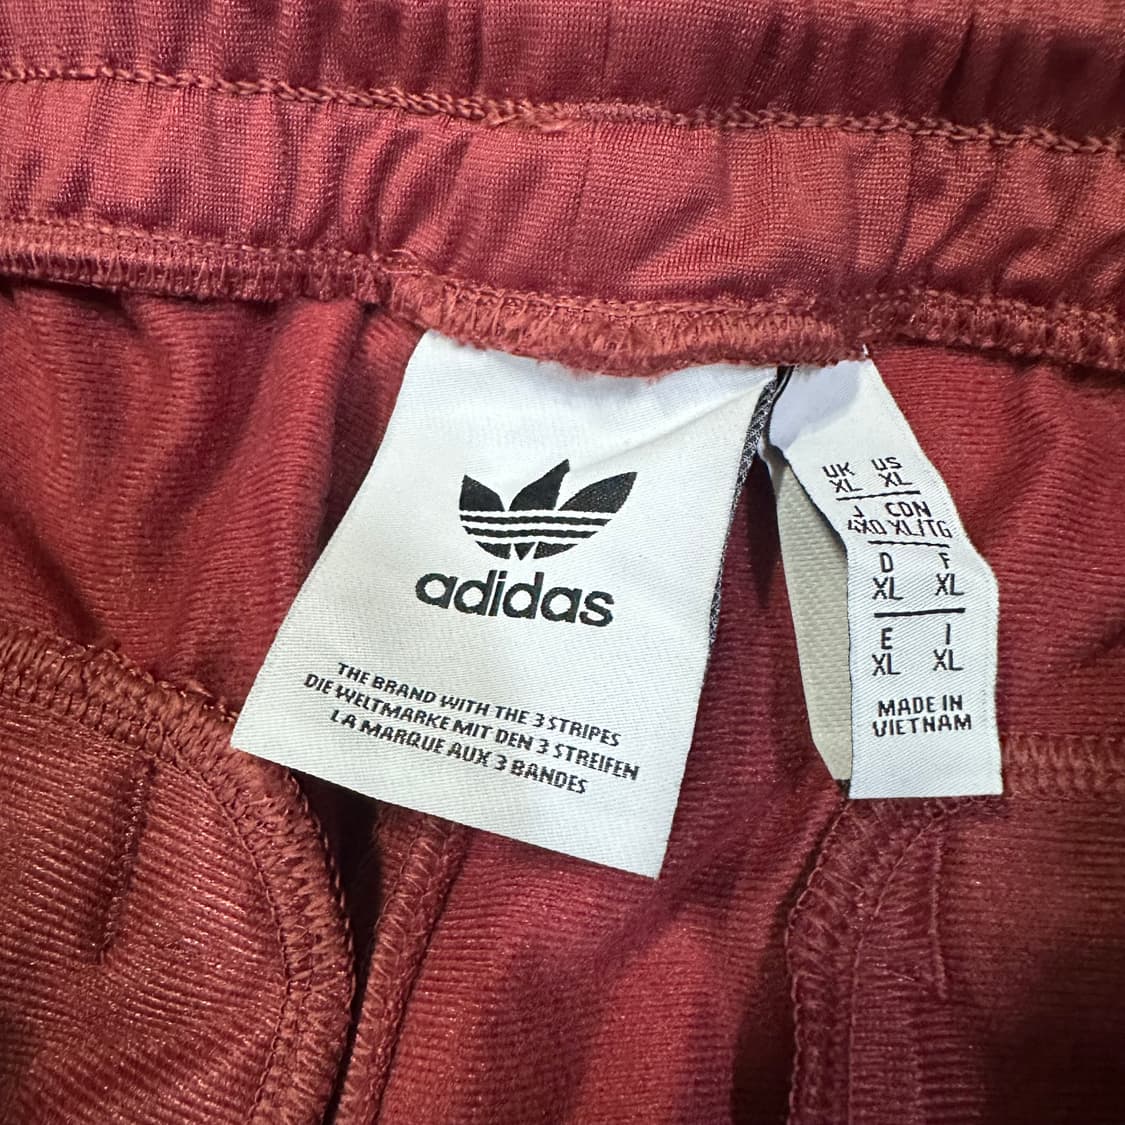 adidas
THE BRAND WITH THE 3 STRIPES
DIE WELTMARKE MIT DEN 3 STREIFEN
LA MARQUE AUX 3 BANDES
UK US
XL XL
J CDN
4XO XL/TG
D F
XL XL
E I
XL XL
MADE IN
VIETNAM